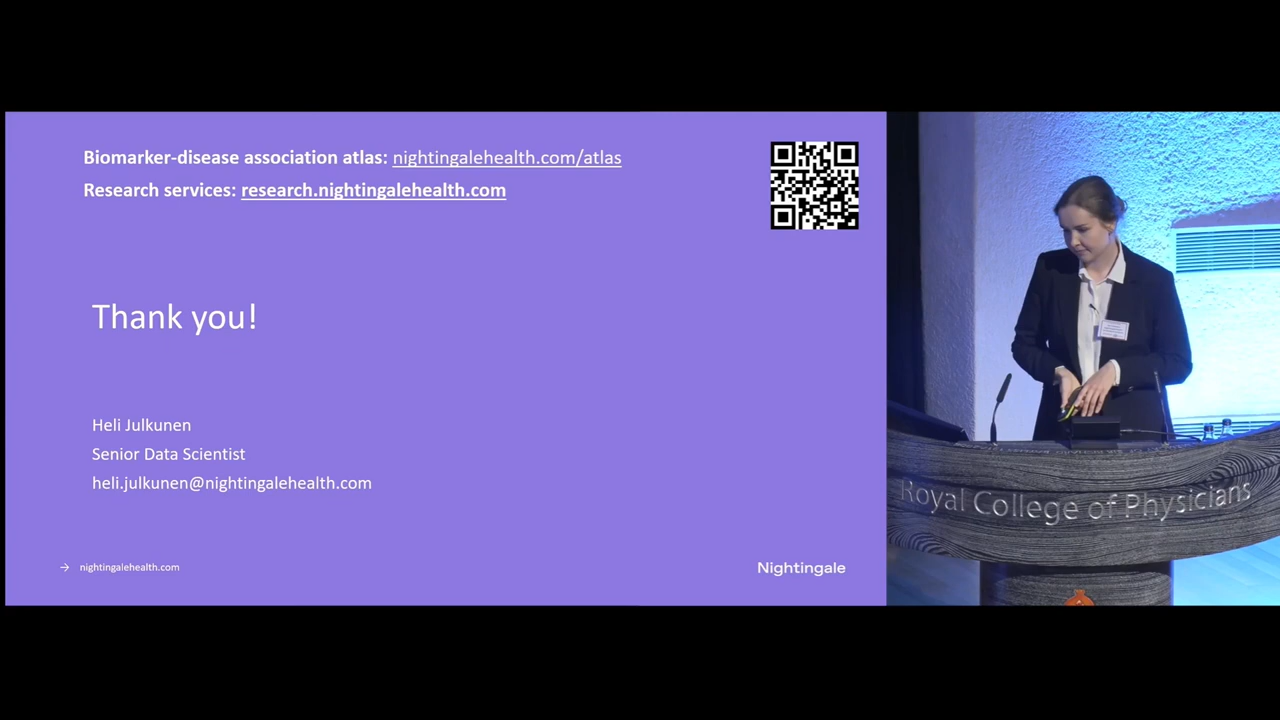 Biomarker-disease association atlas: nightingalehealth.com/atlas
Research services: research.nightingalehealth.com
Thank you!
Heli Julkunen
Senior Data Scientist
heli.julkunen@nightingalehealth.com
→ nightingalehealth.com
Nightingale
Royal College of Physicians